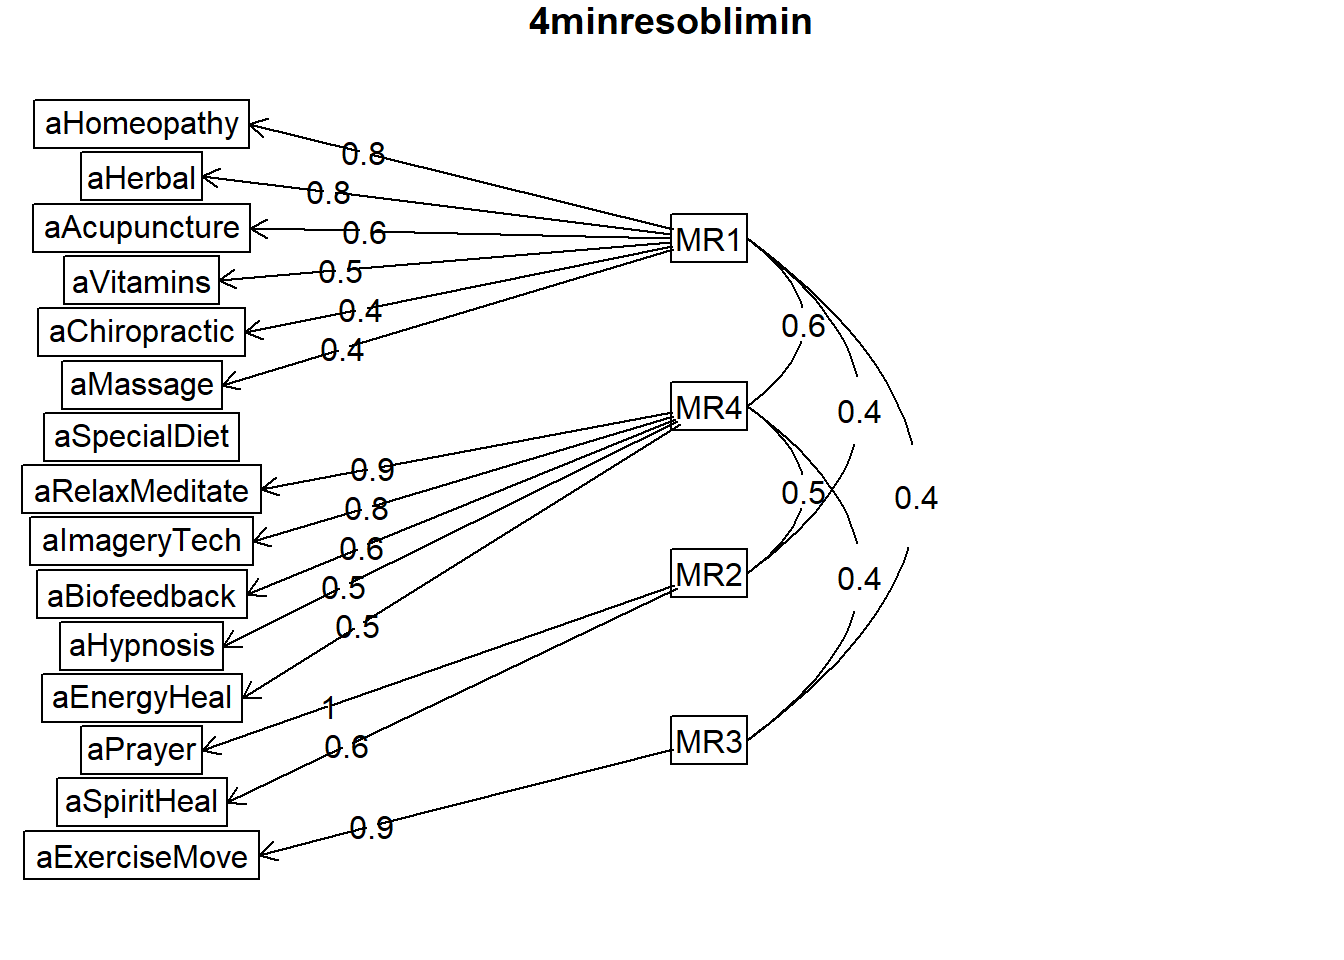 4minresoblimin
aHomeopathy
aHerbal
aAcupuncture
aVitamins
aChiropractic
aMassage
aSpecialDiet
aRelaxMeditate
aImageryTech
aBiofeedback
aHypnosis
aEnergyHeal
aPrayer
aSpiritHeal
aExerciseMove
0.8
0.8
0.6
0.5
0.4
0.4
0.9
0.8
0.6
0.5
0.5
1
0.6
0.9
MR1
MR4
MR2
MR3
0.6
0.4
0.5
0.4
0.4